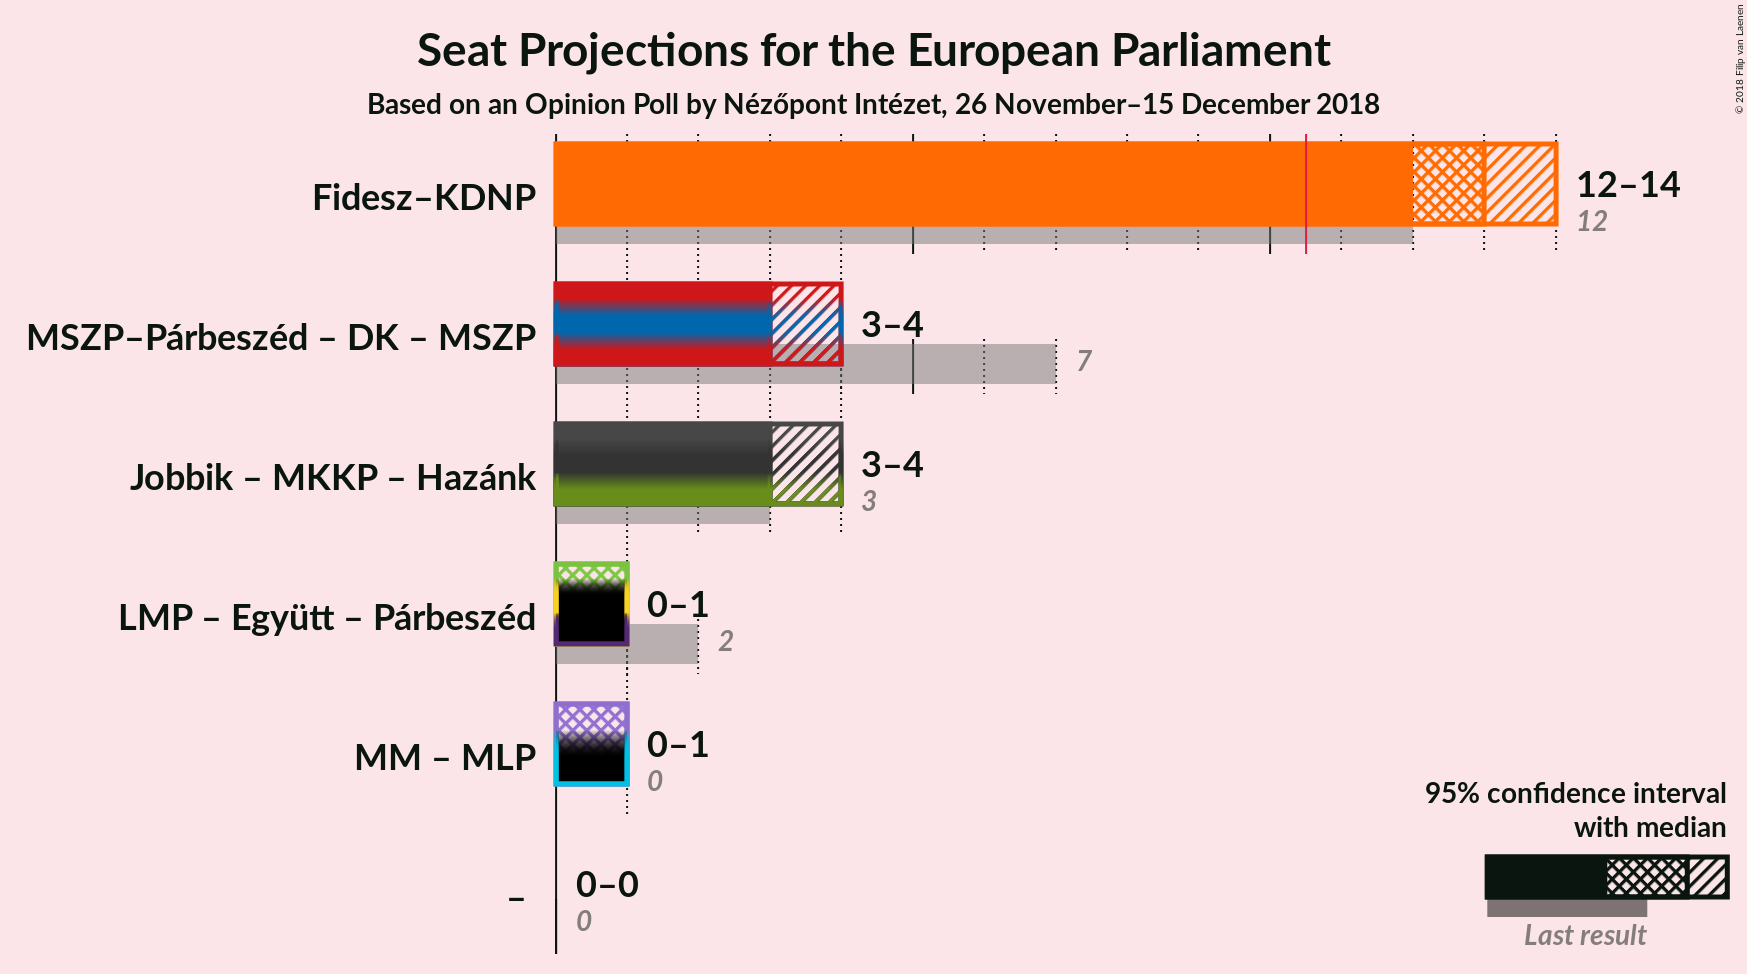 Seat Projections for the European Parliament
Based on an Opinion Poll by Nézőpont Intézet, 26 November–15 December 2018
© 2018 Filip van Laenen
Fidesz–KDNP
12–14
12
MSZP–Párbeszéd – DK – MSZP
3–4
7
Jobbik – MKKP – Hazánk
3–4
3
LMP – Együtt – Párbeszéd
0–1
2
MM – MLP
0–1
0
–
0–0
0
95% confidence interval
with median
Last result